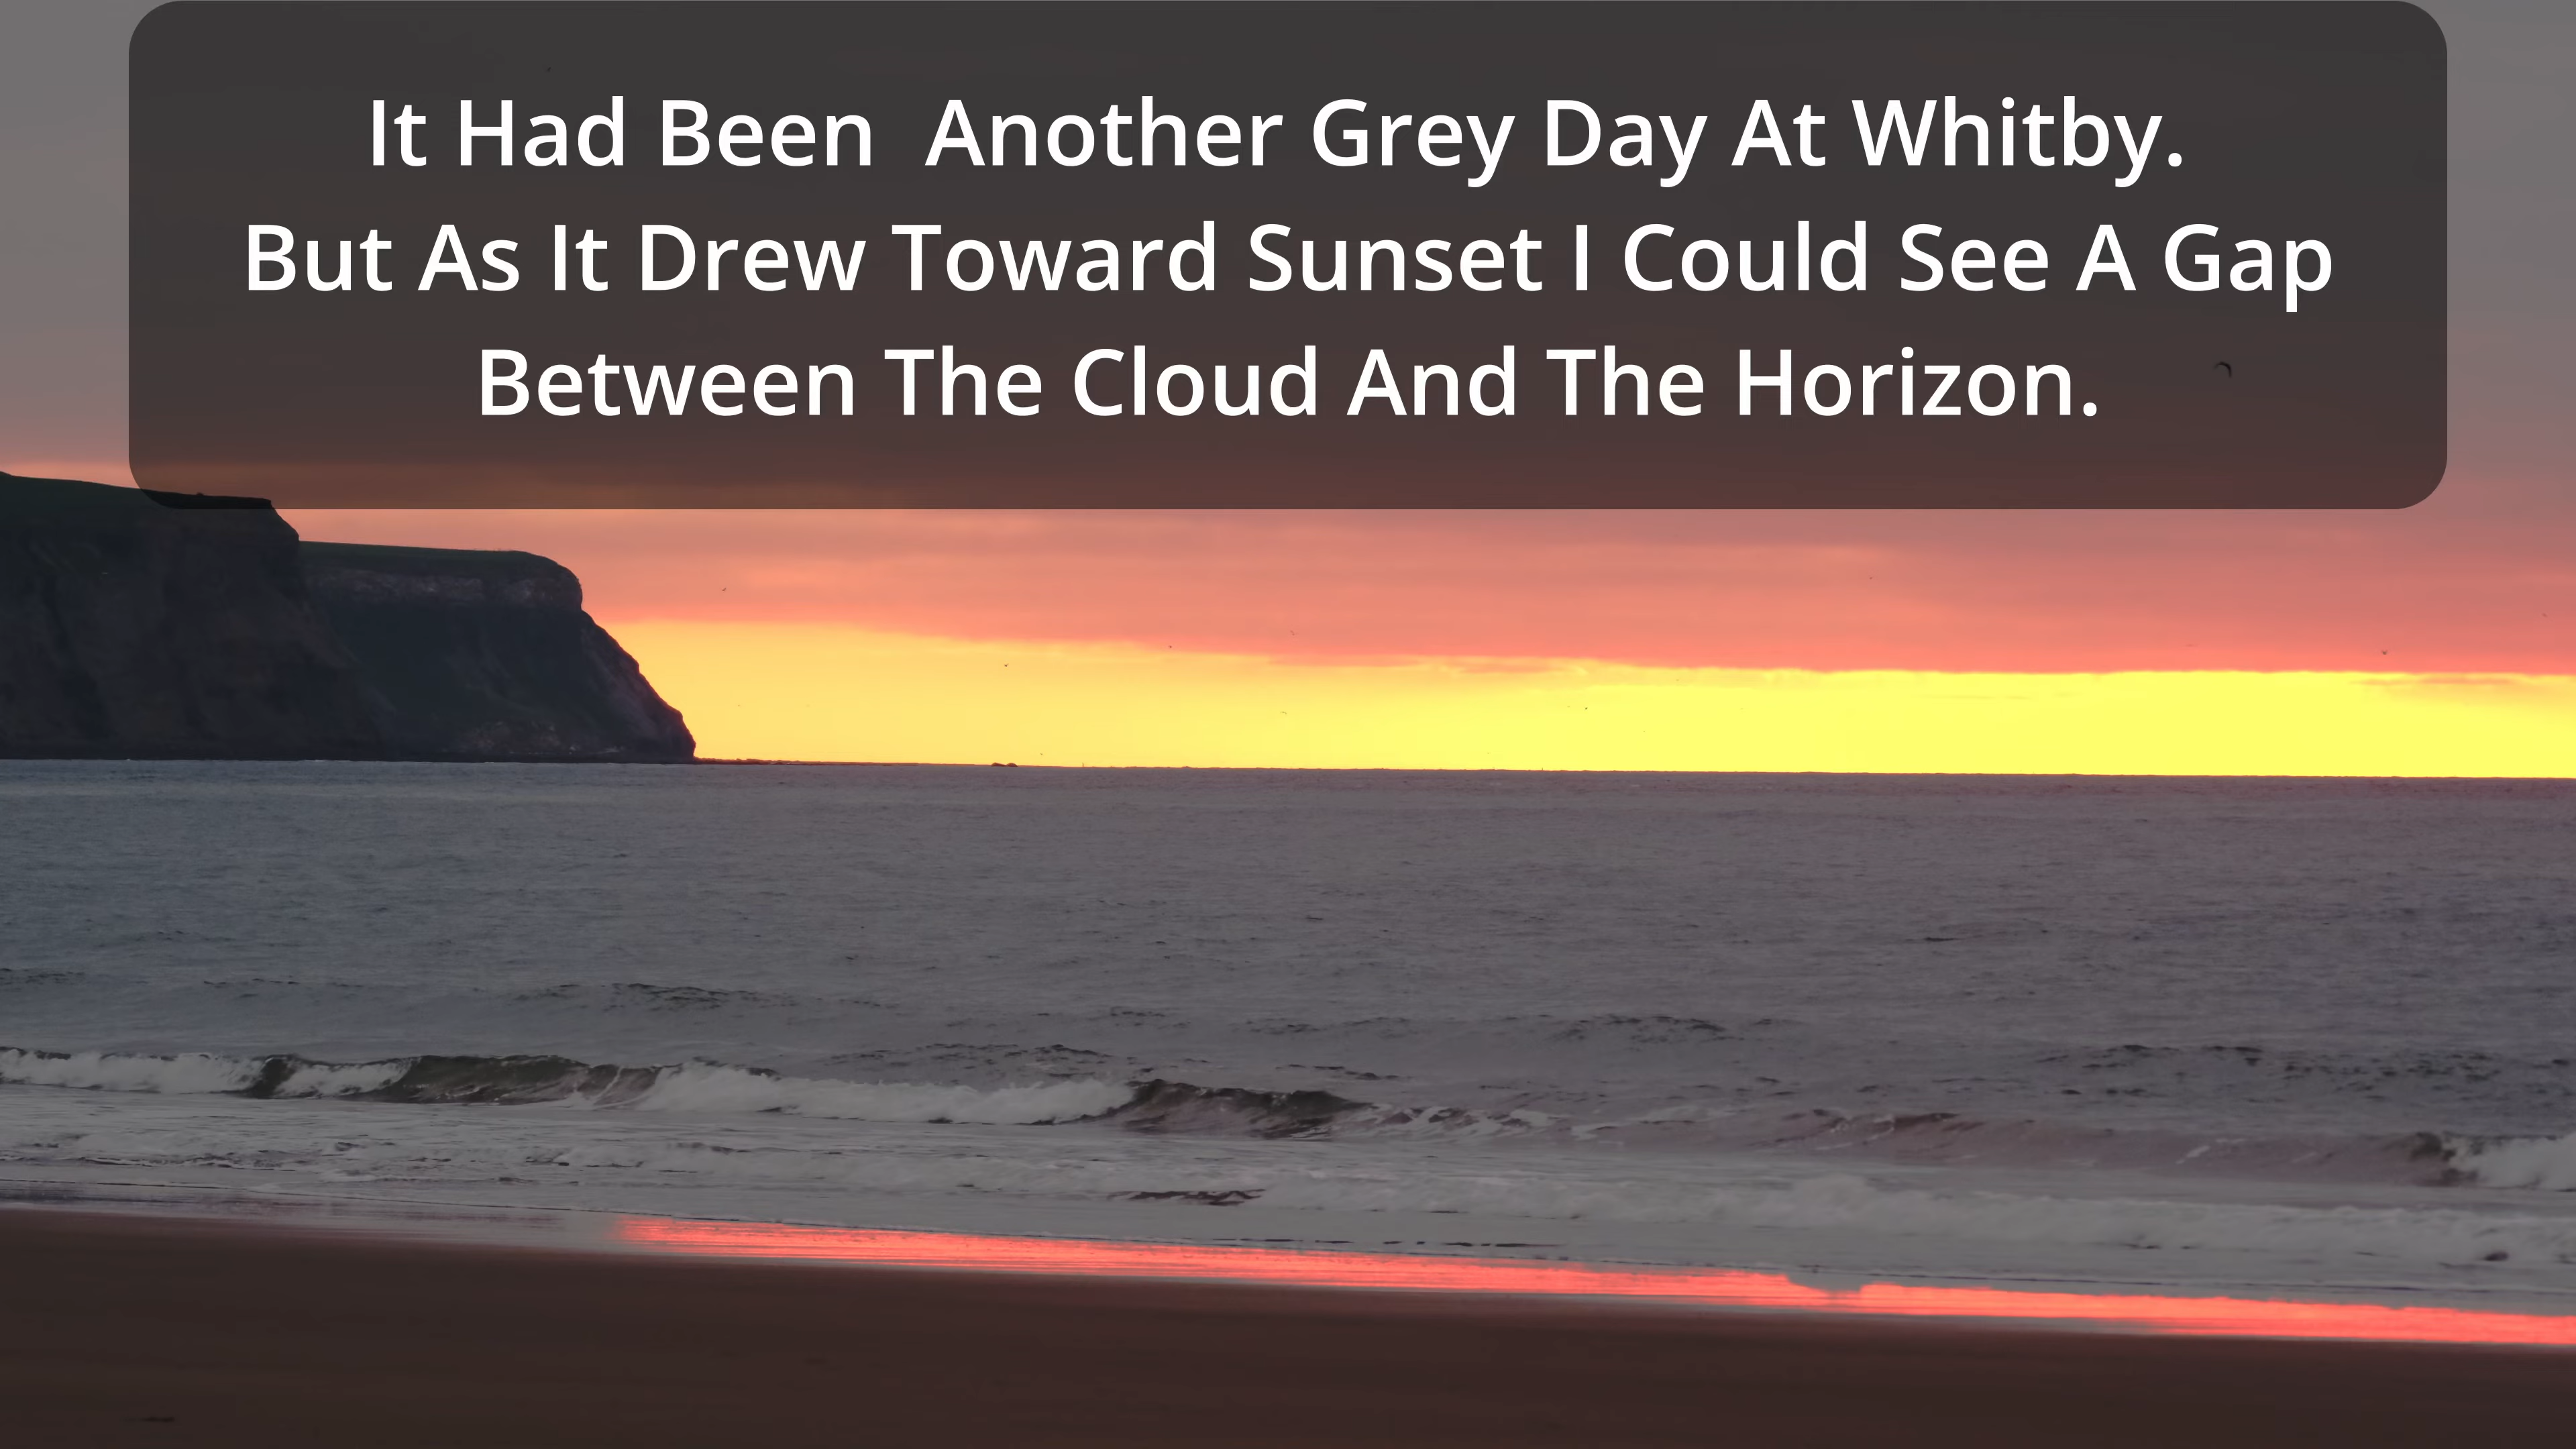 It Had Been  Another Grey Day At Whitby.
But As It Drew Toward Sunset I Could See A Gap
Between The Cloud And The Horizon.